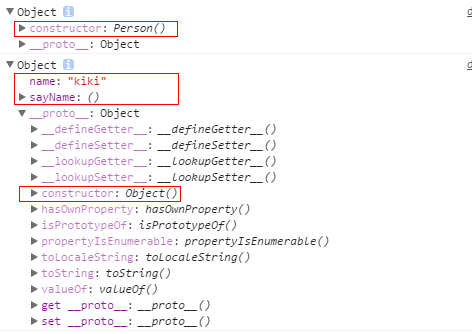 Object i
constructor: Person()
__proto__: Object
Object i
name: "kiki"
sayName: ()
__proto__: Object
__defineGetter__: __defineGetter__()
__defineSetter__: __defineSetter__()
__lookupGetter__: __lookupGetter__()
__lookupSetter__: __lookupSetter__()
constructor: Object()
hasOwnProperty: hasOwnProperty()
isPrototypeOf: isPrototypeOf()
propertyIsEnumerable: propertyIsEnumerable()
toLocaleString: toLocaleString()
toString: toString()
valueOf: valueOf()
get __proto__: __proto__()
set __proto__: __proto__()